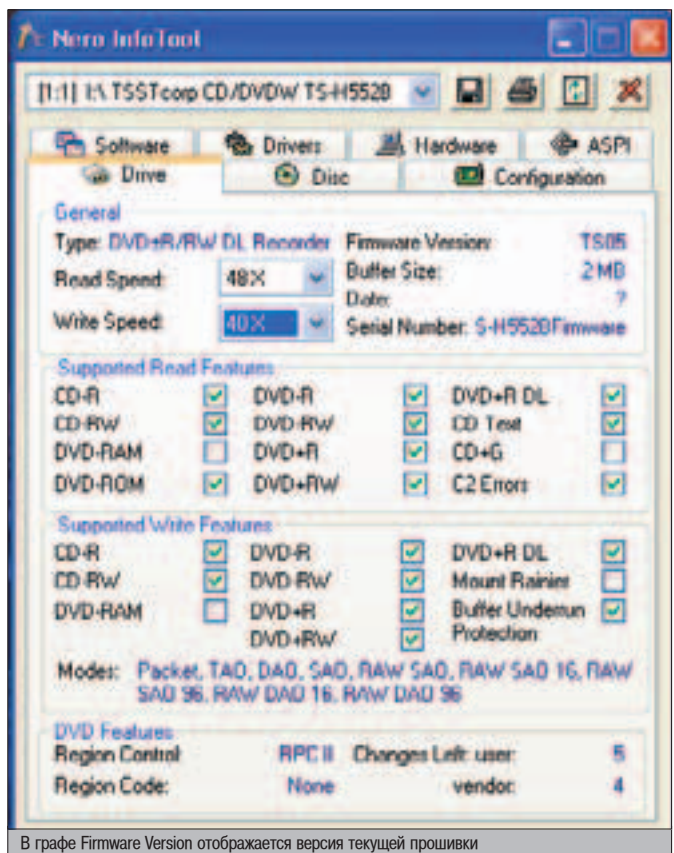 Nero InfoTool
[1:1] I:\ TSSTcorp CD/DVDW TS-H552B
Software Drivers Hardware ASPI
Drive Disc Configuration
General
Type: DVD+R/RW DL Recorder Firmware Version: TS05
Read Speed: 48X Buffer Size: 2 MB
Date: ?
Write Speed: 40X Serial Number: S-H552BFirmware
Supported Read Features
CD-R DVD-R DVD+R DL
CD-RW DVD-RW CD Text
DVD-RAM DVD+R CD+G
DVD-ROM DVD+RW C2 Errors
Supported Write Features
CD-R DVD-R DVD+R DL
CD-RW DVD-RW Mount Rainier
DVD-RAM DVD+R Buffer Underrun
DVD+RW Protection
Modes: Packet, TAO, DAO, SAO, RAW SAO, RAW SAO 16, RAW
SAO 96, RAW DAO 16, RAW DAO 96
DVD Features
Region Control RPC II Changes Left: user: 5
Region Code: None vendor: 4
В графе Firmware Version отображается версия текущей прошивки